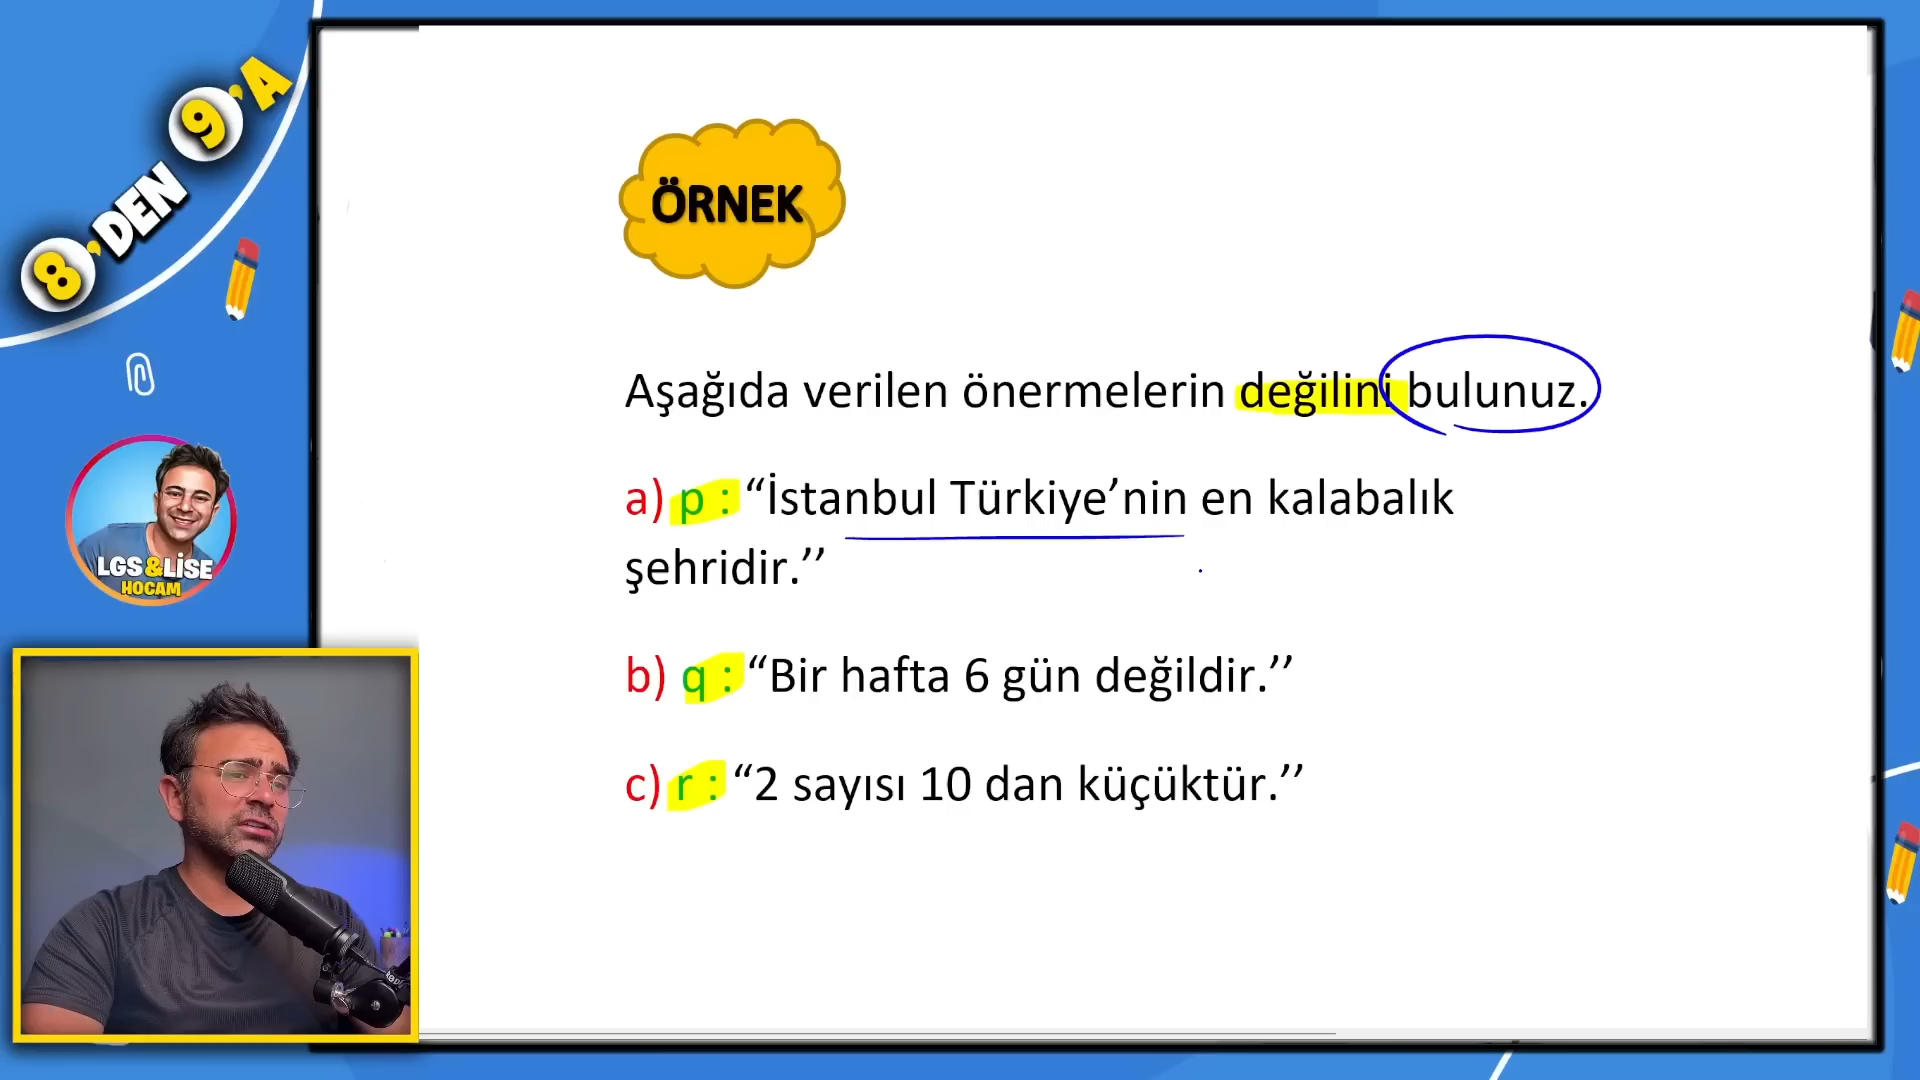 8'DEN 9'A
LGS&LİSE
HOCAM
ÖRNEK
Aşağıda verilen önermelerin değilini bulunuz.
a) p : “İstanbul Türkiye’nin en kalabalık
şehridir.’’
b) q : “Bir hafta 6 gün değildir.’’
c) r : “2 sayısı 10 dan küçüktür.’’